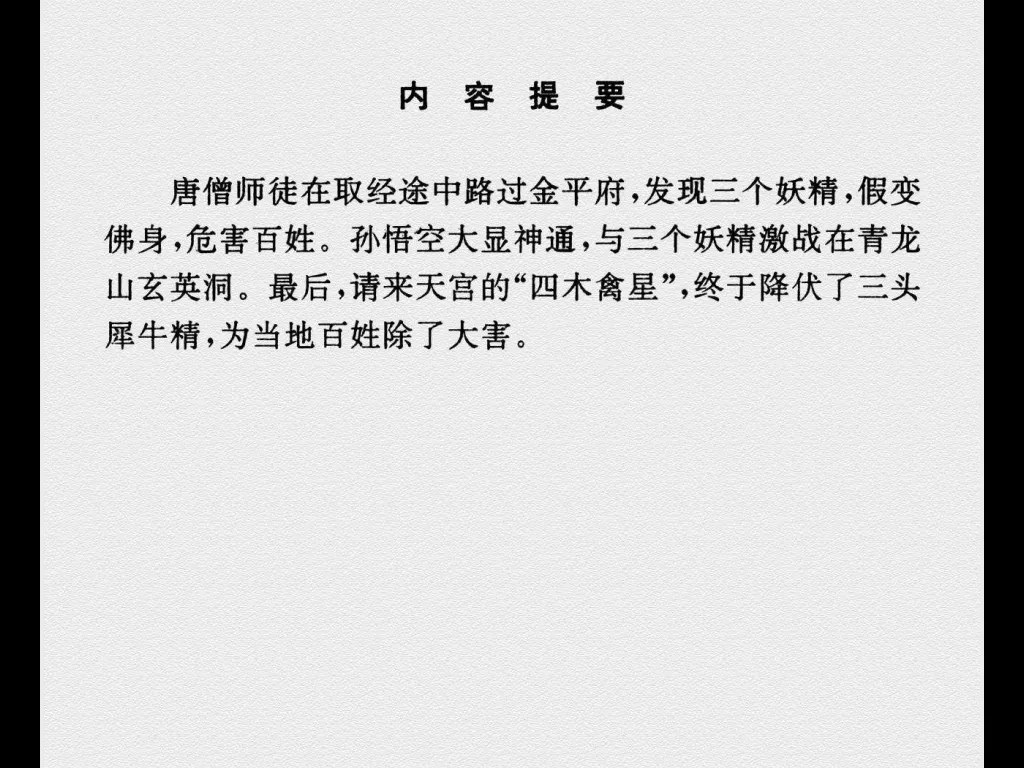 内容提要
唐僧师徒在取经途中路过金平府，发现三个妖精，假变
佛身，危害百姓。孙悟空大显神通，与三个妖精激战在青龙
山玄英洞。最后，请来天宫的“四木禽星”，终于降伏了三头
犀牛精，为当地百姓除了大害。